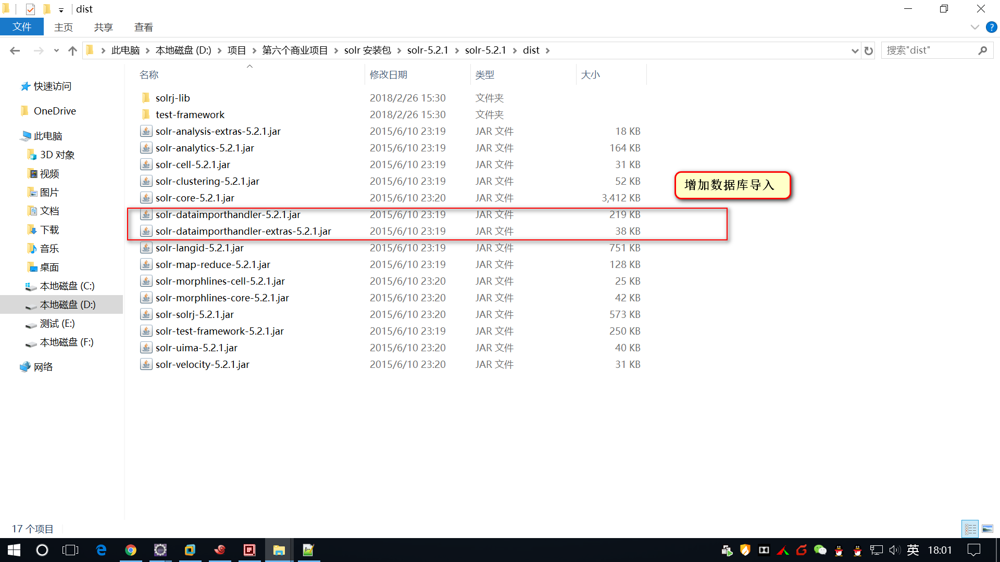 dist
文件 主页 共享 查看
此电脑 本地磁盘 (D:) 项目 第六个商业项目 solr 安装包 solr-5.2.1 solr-5.2.1 dist 搜索"dist"
名称 修改日期 类型 大小
快速访问
OneDrive
此电脑
3D 对象
视频
图片
文档
下载
音乐
桌面
本地磁盘 (C:)
本地磁盘 (D:)
测试 (E:)
本地磁盘 (F:)
网络
solrj-lib 2018/2/26 15:30 文件夹
test-framework 2018/2/26 15:30 文件夹
solr-analysis-extras-5.2.1.jar 2015/6/10 23:19 JAR 文件 18 KB
solr-analytics-5.2.1.jar 2015/6/10 23:19 JAR 文件 164 KB
solr-cell-5.2.1.jar 2015/6/10 23:19 JAR 文件 31 KB
solr-clustering-5.2.1.jar 2015/6/10 23:19 JAR 文件 52 KB
增加数据库导入
solr-core-5.2.1.jar 2015/6/10 23:20 JAR 文件 3,412 KB
solr-dataimporthandler-5.2.1.jar 2015/6/10 23:19 JAR 文件 219 KB
solr-dataimporthandler-extras-5.2.1.jar 2015/6/10 23:19 JAR 文件 38 KB
solr-langid-5.2.1.jar 2015/6/10 23:19 JAR 文件 751 KB
solr-map-reduce-5.2.1.jar 2015/6/10 23:19 JAR 文件 128 KB
solr-morphlines-cell-5.2.1.jar 2015/6/10 23:20 JAR 文件 25 KB
solr-morphlines-core-5.2.1.jar 2015/6/10 23:20 JAR 文件 42 KB
solr-solrj-5.2.1.jar 2015/6/10 23:20 JAR 文件 573 KB
solr-test-framework-5.2.1.jar 2015/6/10 23:19 JAR 文件 250 KB
solr-uima-5.2.1.jar 2015/6/10 23:20 JAR 文件 40 KB
solr-velocity-5.2.1.jar 2015/6/10 23:20 JAR 文件 31 KB
17 个项目
英 18:01